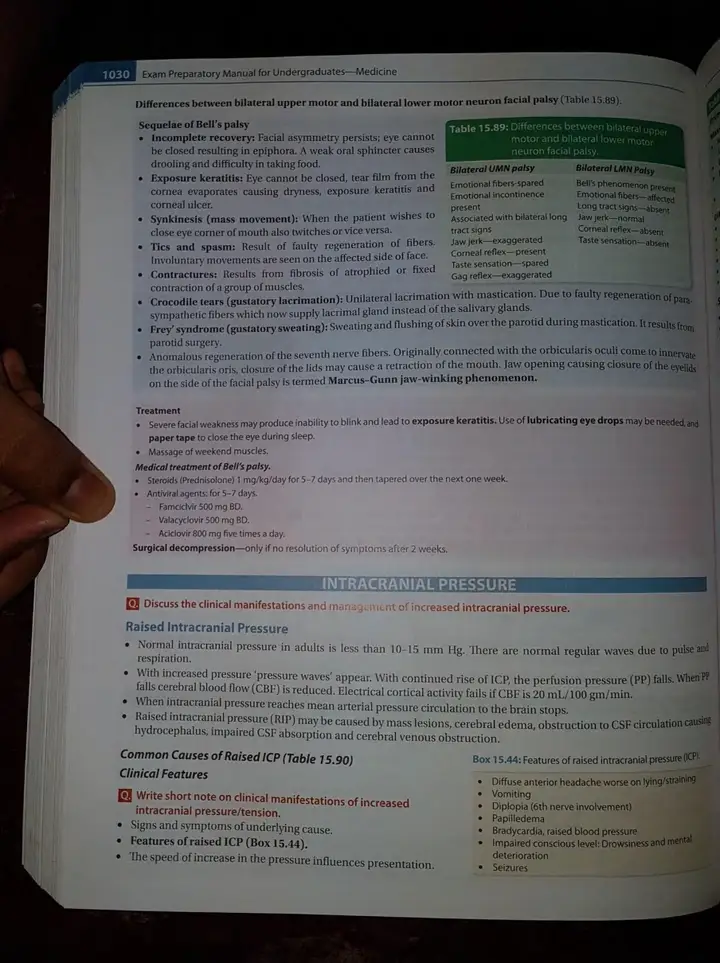 1030 Exam Preparatory Manual for Undergraduates—Medicine
Differences between bilateral upper motor and bilateral lower motor neuron facial palsy (Table 15.89).
Sequelae of Bell's palsy
• Incomplete recovery: Facial asymmetry persists; eye cannot
be closed resulting in epiphora. A weak oral sphincter causes
drooling and difficulty in taking food.
• Exposure keratitis: Eye cannot be closed, tear film from the
cornea evaporates causing dryness, exposure keratitis and
corneal ulcer.
• Synkinesis (mass movement): When the patient wishes to
close eye corner of mouth also twitches or vice versa.
• Tics and spasm: Result of faulty regeneration of fibers.
Involuntary movements are seen on the affected side of face.
• Contractures: Results from fibrosis of atrophied or fixed
contraction of a group of muscles.
Table 15.89: Differences between bilateral upper
motor and bilateral lower motor
neuron facial palsy.
Bilateral UMN palsy
Emotional fibers-spared
Emotional incontinence
present
Associated with bilateral long
tract signs
Jaw jerk—exaggerated
Corneal reflex—present
Taste sensation—spared
Gag reflex—exaggerated
Bilateral LMN Palsy
Bell's phenomenon present
Emotional fibers—affected
Long tract signs—absent
Jaw jerk—normal
Corneal reflex—absent
Taste sensation—absent
• Crocodile tears (gustatory lacrimation): Unilateral lacrimation with mastication. Due to faulty regeneration of para-
sympathetic fibers which now supply lacrimal gland instead of the salivary glands.
• Frey' syndrome (gustatory sweating): Sweating and flushing of skin over the parotid during mastication. It results from
parotid surgery.
• Anomalous regeneration of the seventh nerve fibers. Originally connected with the orbicularis oculi come to innervate
the orbicularis oris, closure of the lids may cause a retraction of the mouth. Jaw opening causing closure of the eyelids
on the side of the facial palsy is termed Marcus–Gunn jaw-winking phenomenon.
Treatment
• Severe facial weakness may produce inability to blink and lead to exposure keratitis. Use of lubricating eye drops may be needed, and
paper tape to close the eye during sleep.
• Massage of weekend muscles.
Medical treatment of Bell's palsy.
• Steroids (Prednisolone) 1 mg/kg/day for 5–7 days and then tapered over the next one week.
• Antiviral agents: for 5–7 days.
– Famciclvir 500 mg BD.
– Valacyclovir 500 mg BD.
– Aciclovir 800 mg five times a day.
Surgical decompression—only if no resolution of symptoms after 2 weeks.
INTRACRANIAL PRESSURE
Q. Discuss the clinical manifestations and management of increased intracranial pressure.
Raised Intracranial Pressure
• Normal intracranial pressure in adults is less than 10–15 mm Hg. There are normal regular waves due to pulse and
respiration.
• With increased pressure 'pressure waves' appear. With continued rise of ICP, the perfusion pressure (PP) falls. When PP
falls cerebral blood flow (CBF) is reduced. Electrical cortical activity fails if CBF is 20 mL/100 gm/min.
• When intracranial pressure reaches mean arterial pressure circulation to the brain stops.
• Raised intracranial pressure (RIP) may be caused by mass lesions, cerebral edema, obstruction to CSF circulation causing
hydrocephalus, impaired CSF absorption and cerebral venous obstruction.
Common Causes of Raised ICP (Table 15.90)
Clinical Features
Q. Write short note on clinical manifestations of increased
intracranial pressure/tension.
• Signs and symptoms of underlying cause.
• Features of raised ICP (Box 15.44).
• The speed of increase in the pressure influences presentation.
Box 15.44: Features of raised intracranial pressure (ICP)
• Diffuse anterior headache worse on lying/straining
• Vomiting
• Diplopia (6th nerve involvement)
• Papilledema
• Bradycardia, raised blood pressure
• Impaired conscious level: Drowsiness and mental
deterioration
• Seizures